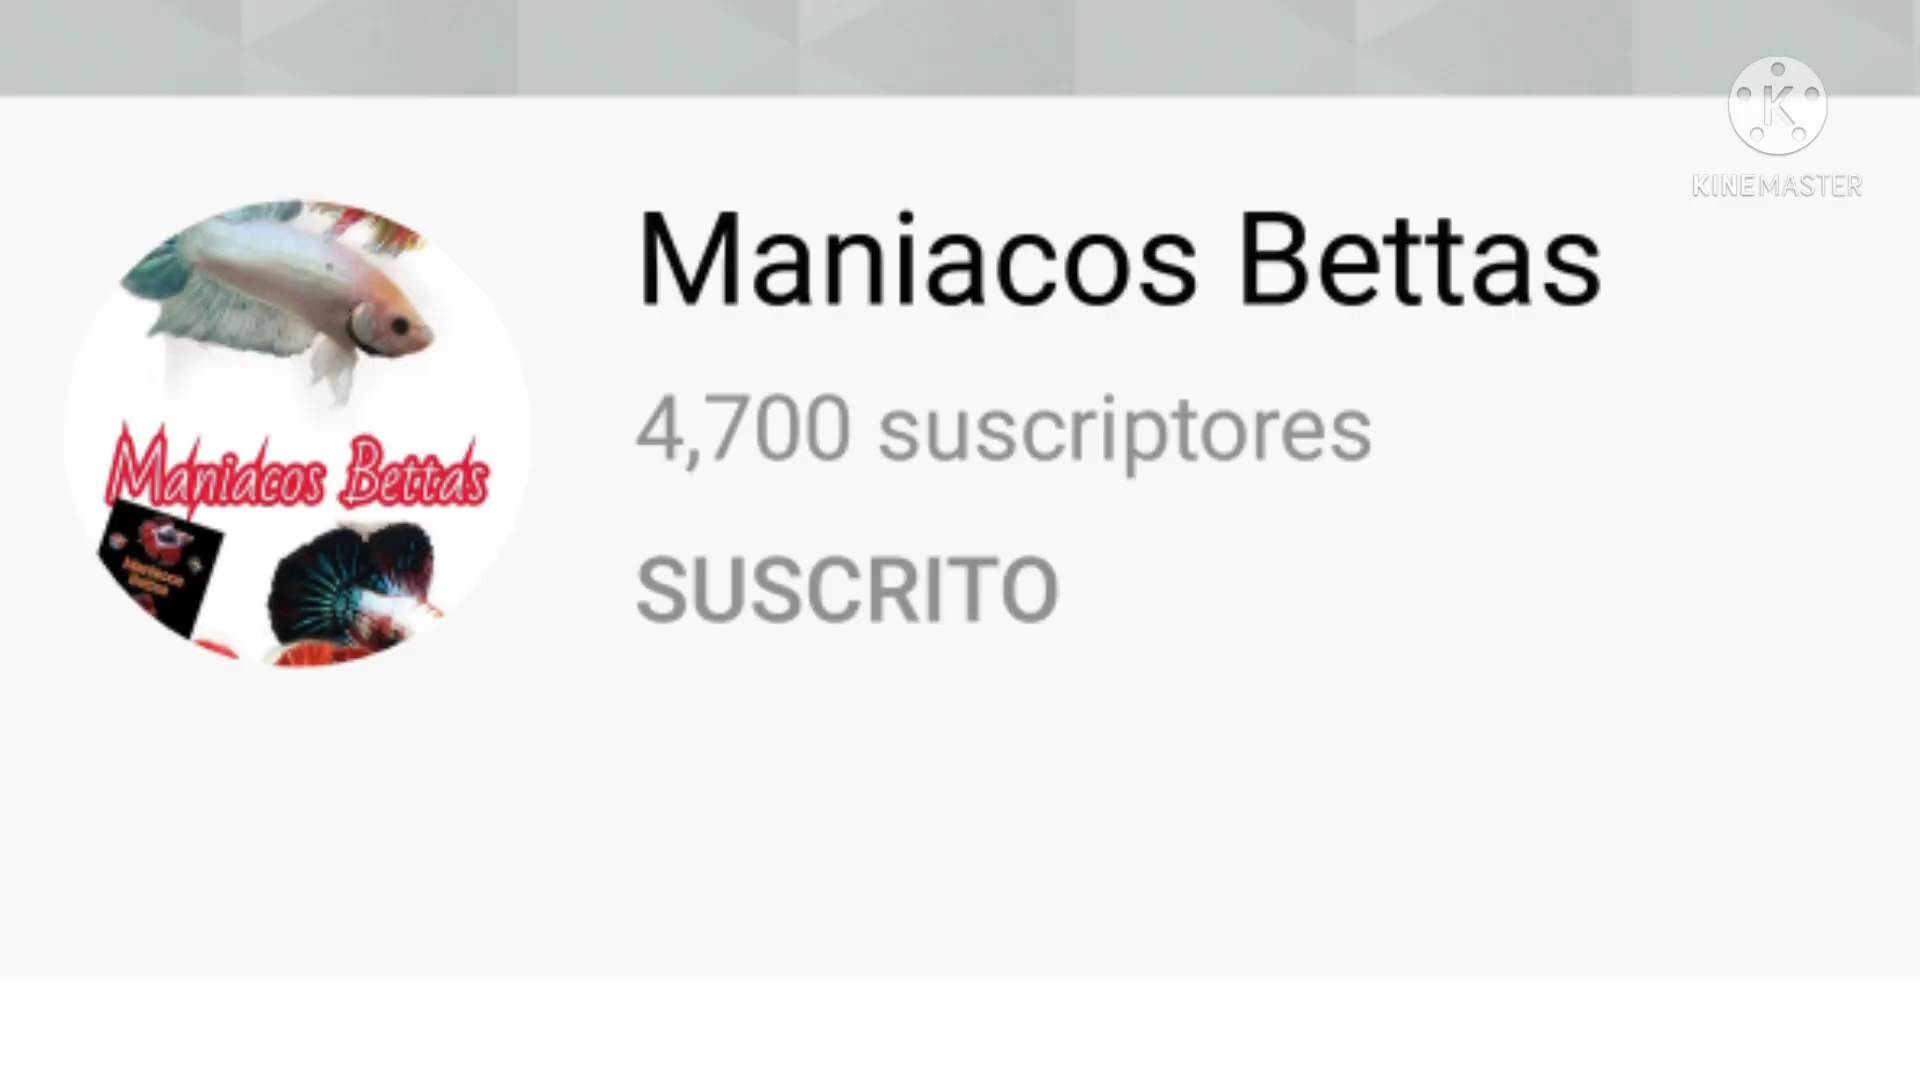 KINEMASTER
Maniacos Bettas
4,700 suscriptores
SUSCRITO
Maniacos Bettas